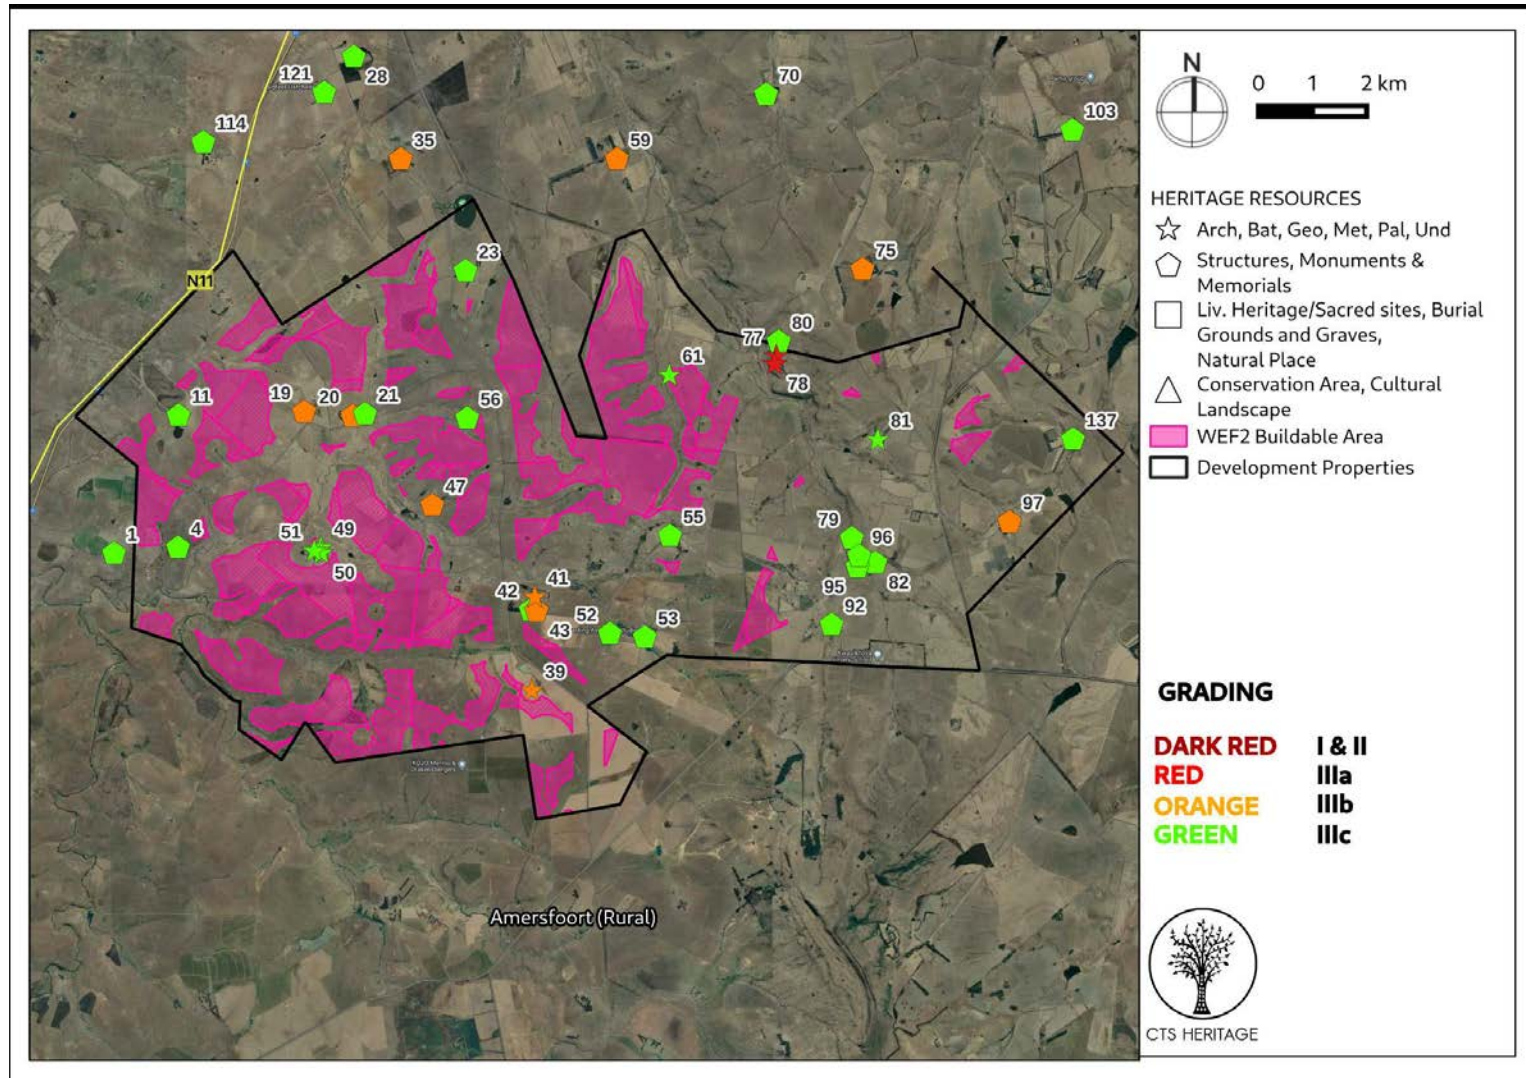 121
28
70
114
35
59
103
N11
23
75
80
77
78
61
19
20
21
11
56
81
137
47
97
1
4
51
49
50
55
79
96
95
82
92
42
41
43
52
53
39
Amersfoort (Rural)
N
0 1 2 km
HERITAGE RESOURCES
Arch, Bat, Geo, Met, Pal, Und
Structures, Monuments &
Memorials
Liv. Heritage/Sacred sites, Burial
Grounds and Graves,
Natural Place
Conservation Area, Cultural
Landscape
WEF2 Buildable Area
Development Properties
GRADING
DARK RED I & II
RED IIIa
ORANGE IIIb
GREEN IIIc
CTS HERITAGE